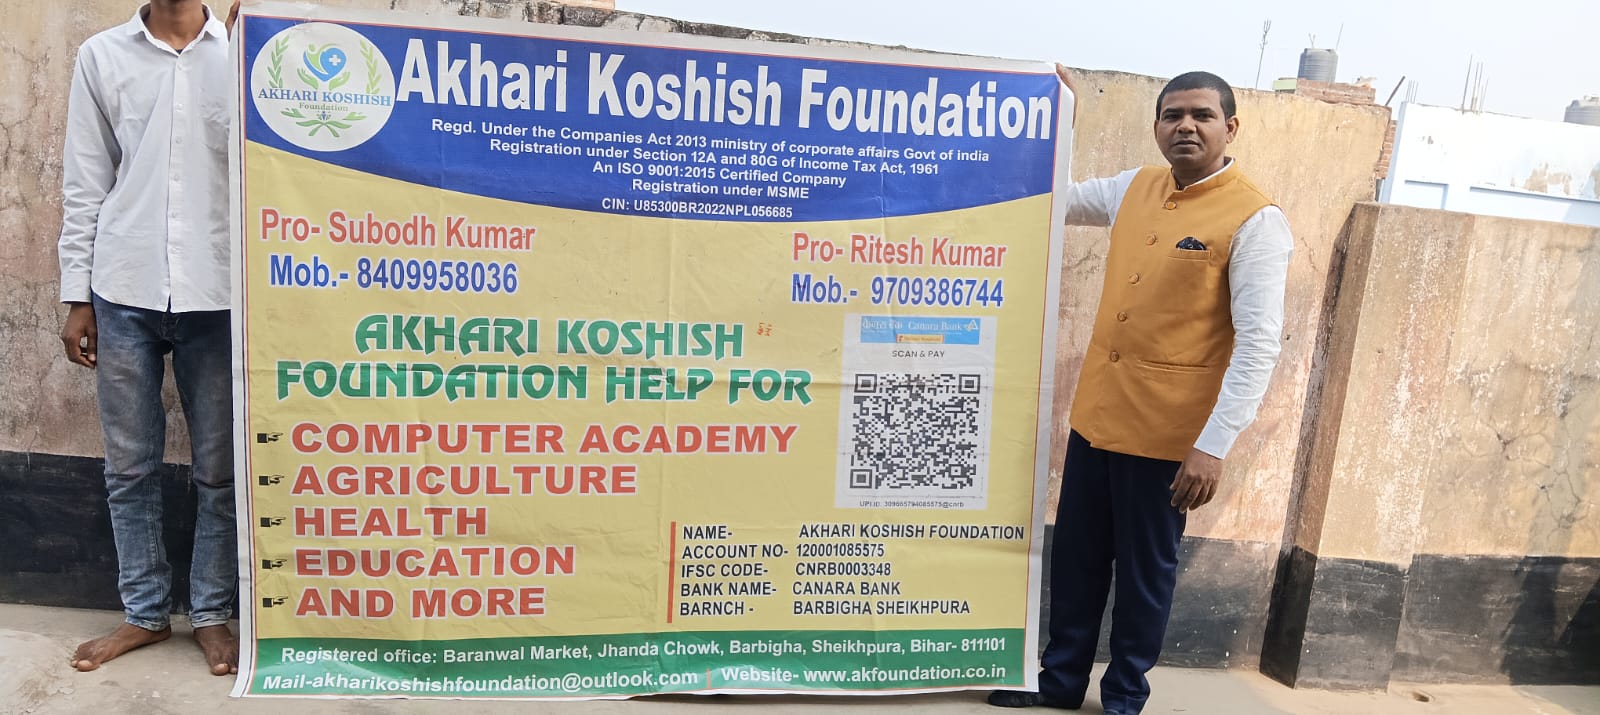 AKHARI KOSHISH
Foundation
Akhari Koshish Foundation
Regd. Under the Companies Act 2013 ministry of corporate affairs Govt of india
Registration under Section 12A and 80G of Income Tax Act, 1961
An ISO 9001:2015 Certified Company
Registration under MSME
CIN: U85300BR2022NPL056685
Pro- Subodh Kumar
Mob.- 8409958036
Pro- Ritesh Kumar
Mob.- 9709386744
AKHARI KOSHISH
FOUNDATION HELP FOR
COMPUTER ACADEMY
AGRICULTURE
HEALTH
EDUCATION
AND MORE
केनरा बैंक Canara Bank
SCAN & PAY
UPI ID: 309665794085575@cnrb
NAME- AKHARI KOSHISH FOUNDATION
ACCOUNT NO- 120001085575
IFSC CODE- CNRB0003348
BANK NAME- CANARA BANK
BARNCH - BARBIGHA SHEIKHPURA
Registered office: Baranwal Market, Jhanda Chowk, Barbigha, Sheikhpura, Bihar- 811101
Mail-akharikoshishfoundation@outlook.com | Website- www.akfoundation.co.in